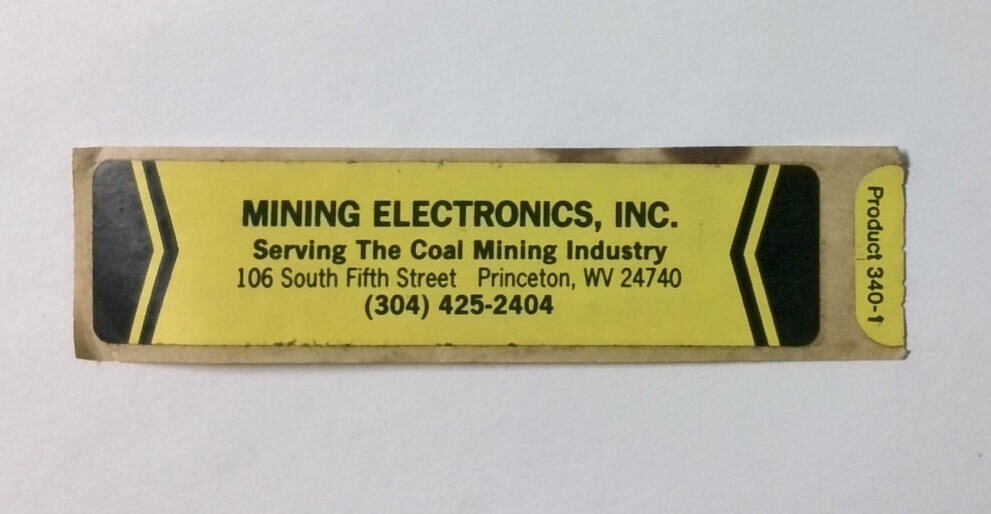 MINING ELECTRONICS, INC.
Serving The Coal Mining Industry
106 South Fifth Street Princeton, WV 24740
(304) 425-2404
Product 340-1